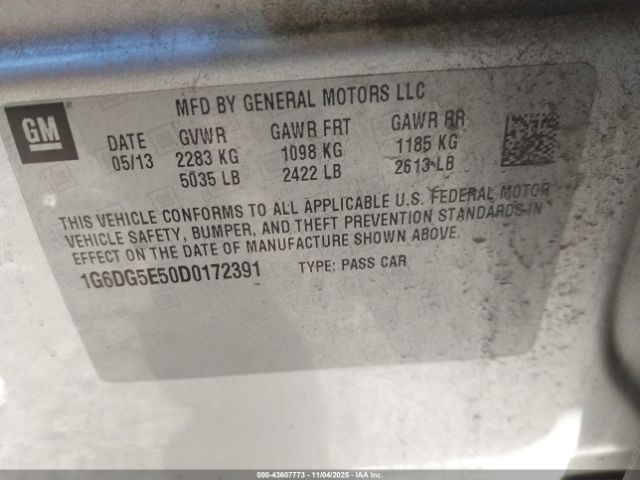 GM
MFD BY GENERAL MOTORS LLC
DATE GVWR GAWR FRT GAWR RR
05/13 2283 KG 1098 KG 1185 KG
5035 LB 2422 LB 2613 LB
THIS VEHICLE CONFORMS TO ALL APPLICABLE U.S. FEDERAL MOTOR
VEHICLE SAFETY, BUMPER, AND THEFT PREVENTION STANDARDS IN
EFFECT ON THE DATE OF MANUFACTURE SHOWN ABOVE.
1G6DG5E50D0172391 TYPE: PASS CAR
000-43607773 - 11/04/2025 - IAAI.COM